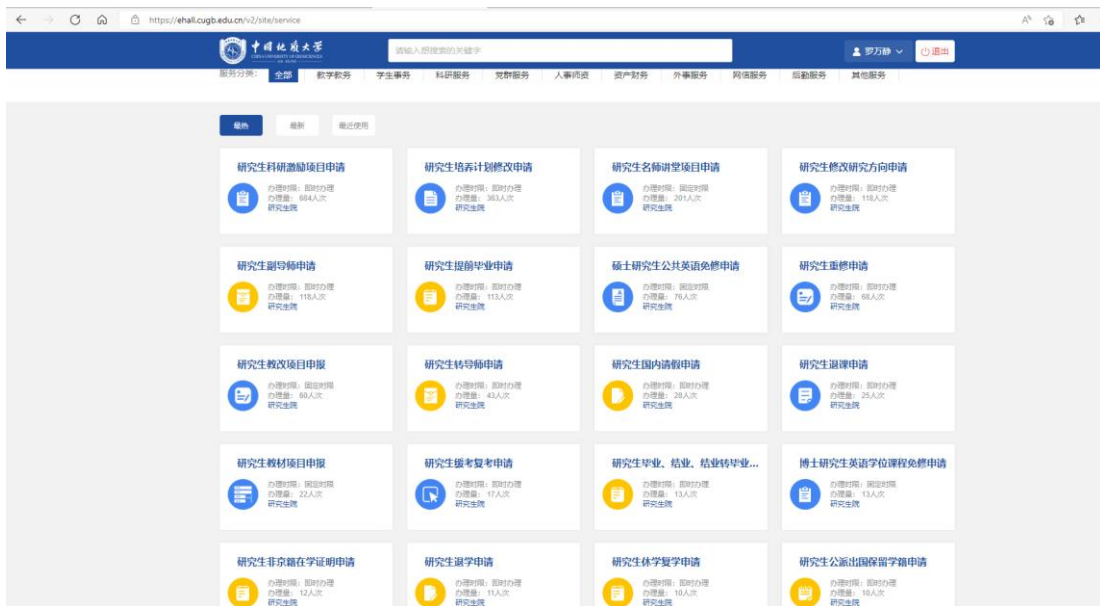 https://ehall.cugb.edu.cn/v2/site/service
中国地质大学
请输入想搜索的关键字
罗万静
退出
服务分类: 全部 教学教务 学生事务 科研服务 党群服务 人事师资 资产财务 外事服务 网信服务 后勤服务 其他服务
最热 最新 最近使用
研究生科研激励项目申请
办理时限: 即时办理
办理量: 684人次
研究生院
研究生培养计划修改申请
办理时限: 即时办理
办理量: 363人次
研究生院
研究生名师讲堂项目申请
办理时限: 固定时限
办理量: 201人次
研究生院
研究生修改研究方向申请
办理时限: 即时办理
办理量: 118人次
研究生院
研究生副导师申请
办理时限: 即时办理
办理量: 118人次
研究生院
研究生提前毕业申请
办理时限: 即时办理
办理量: 113人次
研究生院
硕士研究生公共英语免修申请
办理时限: 固定时限
办理量: 76人次
研究生院
研究生重修申请
办理时限: 即时办理
办理量: 68人次
研究生院
研究生教改项目申报
办理时限: 固定时限
办理量: 60人次
研究生院
研究生转导师申请
办理时限: 即时办理
办理量: 43人次
研究生院
研究生国内请假申请
办理时限: 即时办理
办理量: 28人次
研究生院
研究生退课申请
办理时限: 即时办理
办理量: 25人次
研究生院
研究生教材项目申报
办理时限: 固定时限
办理量: 22人次
研究生院
研究生缓考复考申请
办理时限: 即时办理
办理量: 17人次
研究生院
研究生毕业、结业、结业转毕业...
办理时限: 即时办理
办理量: 13人次
研究生院
博士研究生英语学位课程免修申请
办理时限: 固定时限
办理量: 13人次
研究生院
研究生非京籍在学证明申请
办理时限: 即时办理
办理量: 12人次
研究生院
研究生退学申请
办理时限: 即时办理
办理量: 11人次
研究生院
研究生休学复学申请
办理时限: 即时办理
办理量: 10人次
研究生院
研究生公派出国保留学籍申请
办理时限: 即时办理
办理量: 10人次
研究生院